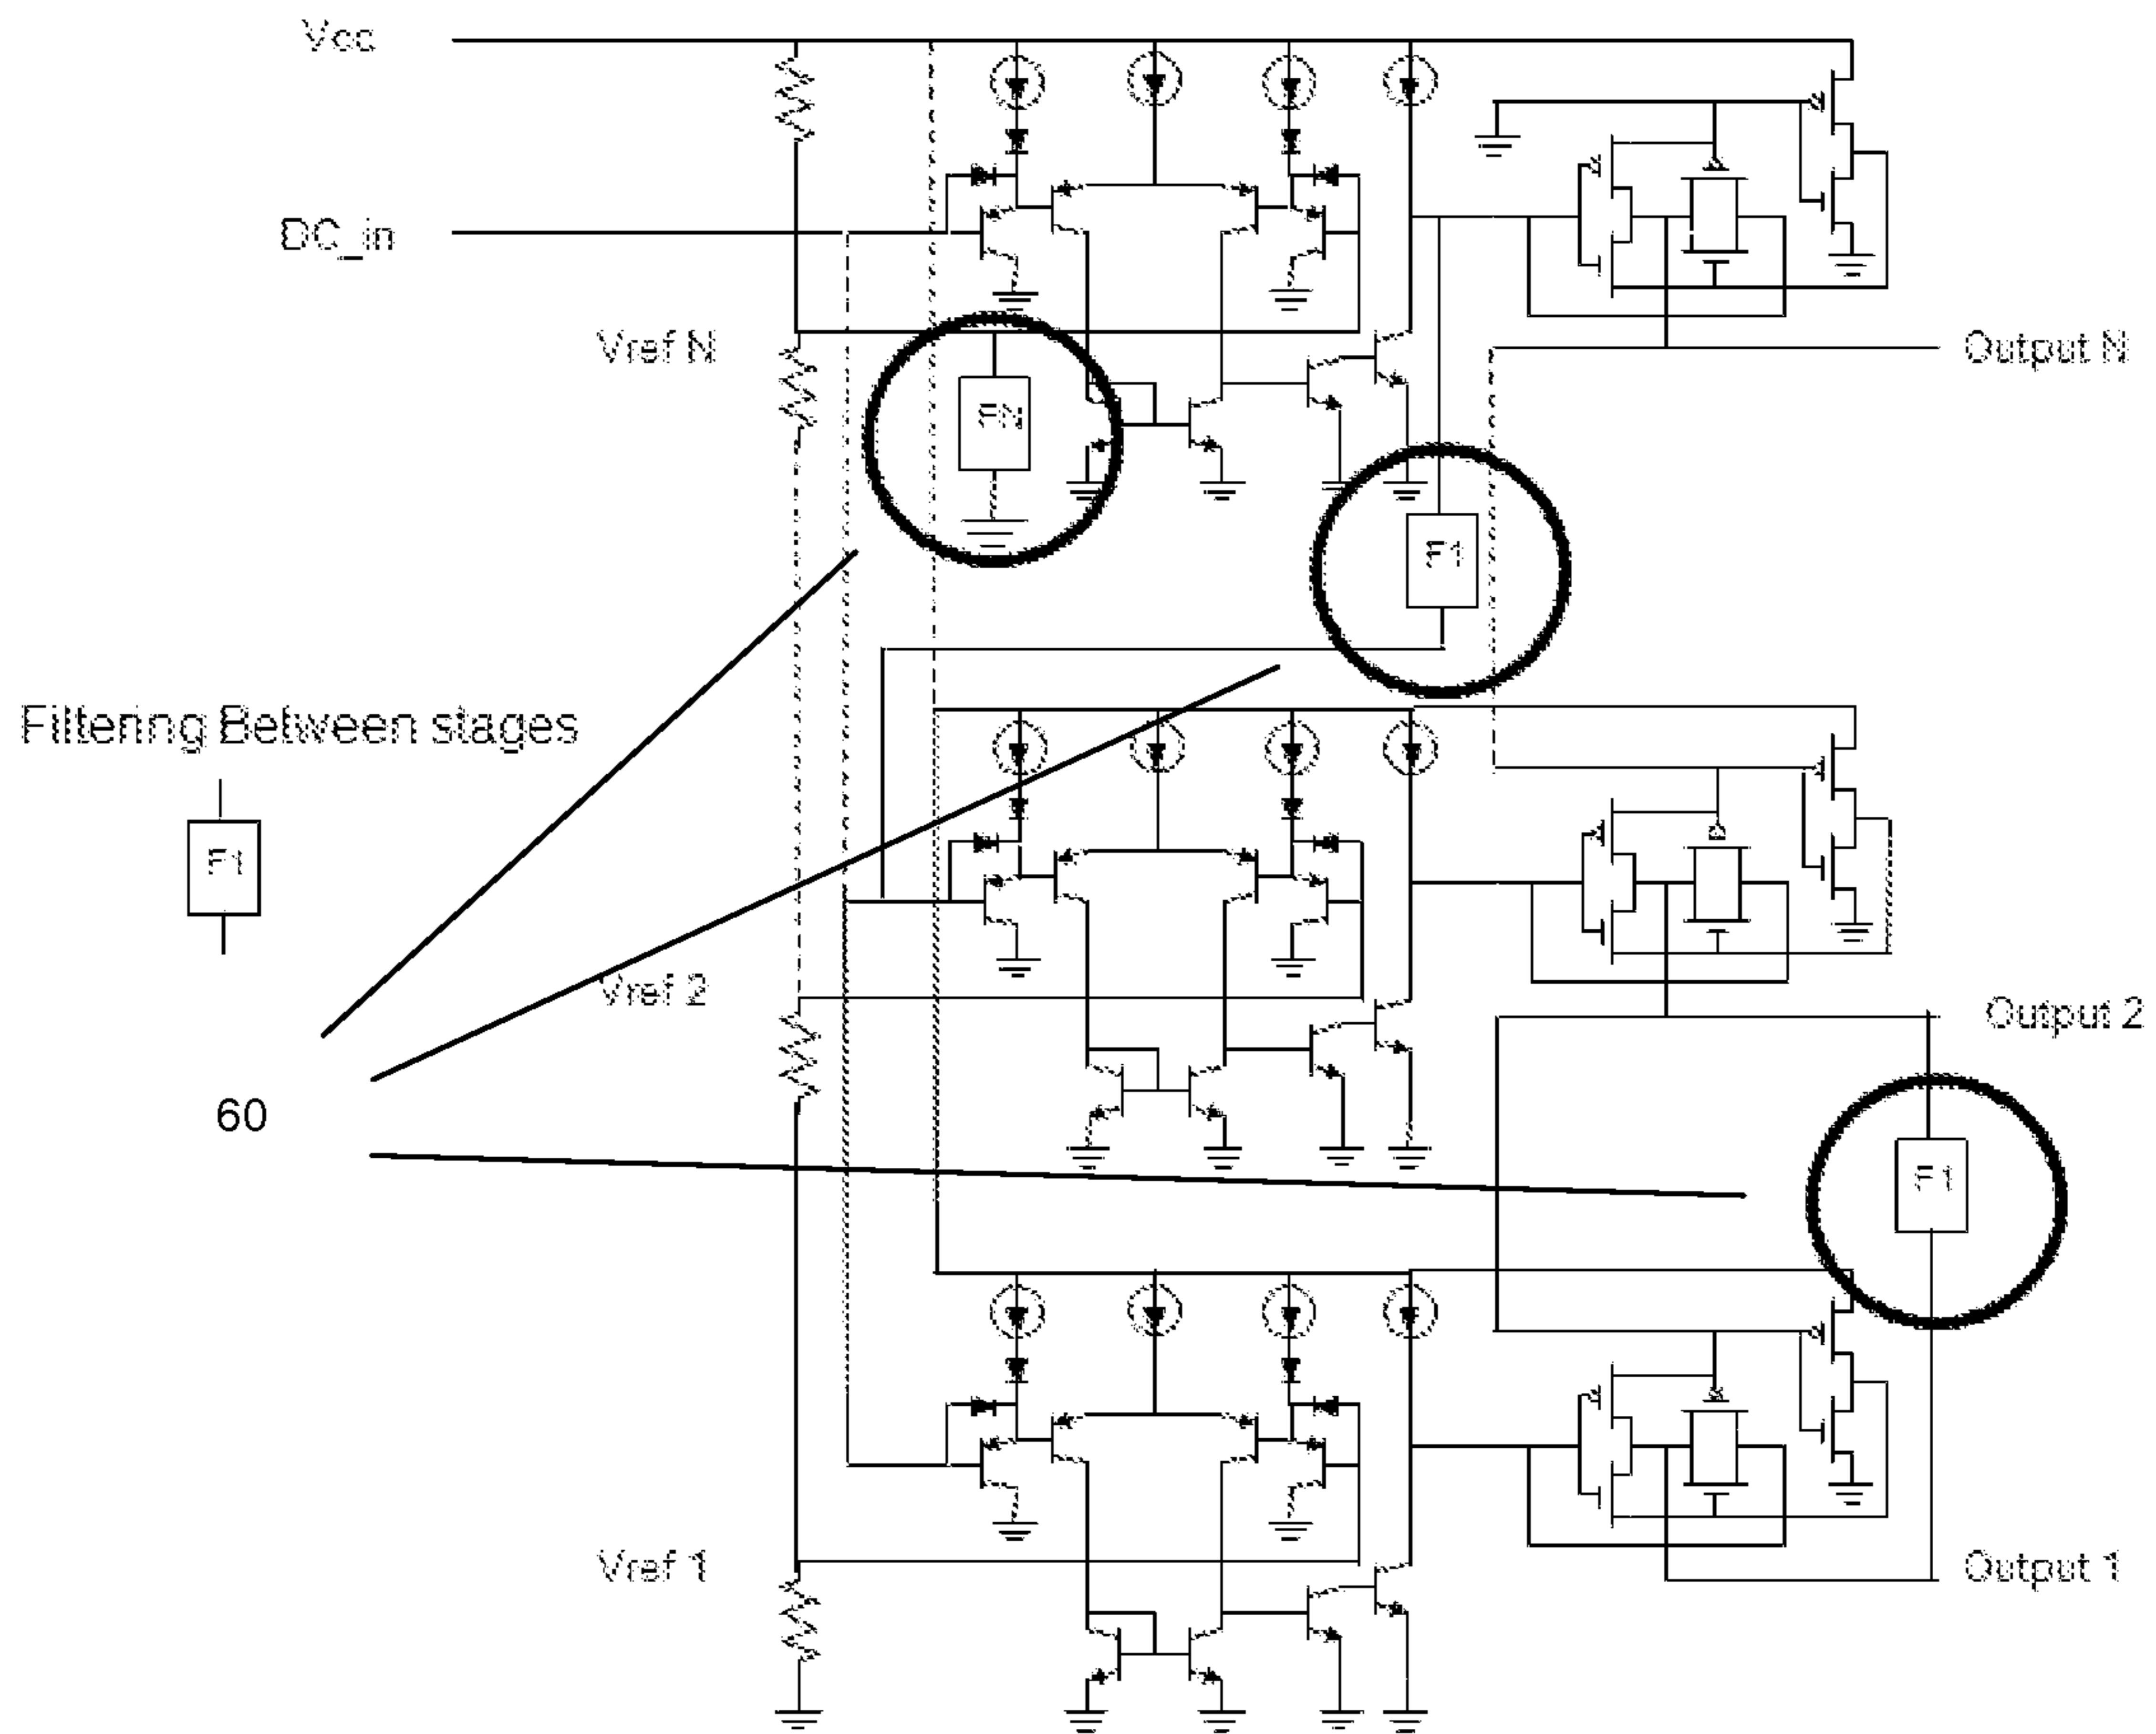 Vcc
DC_in
Vref N
FN
Output N
F1
Filtering Between stages
F1
Vref 2
Output 2
60
F1
Vref 1
Output 1